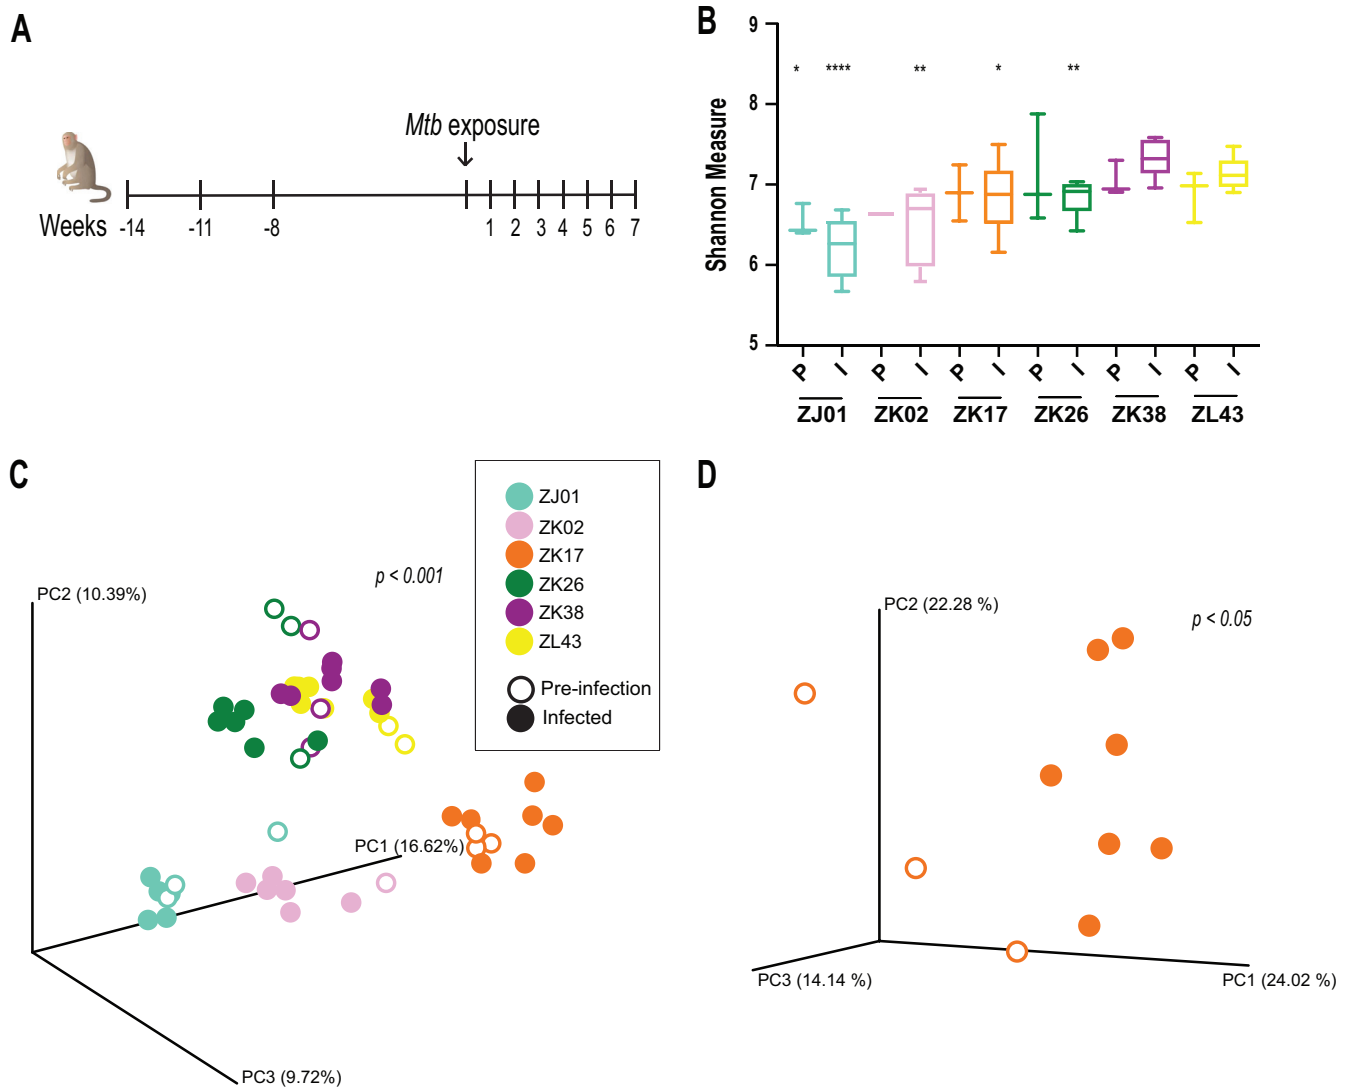 A
Mtb exposure
Weeks -14 -11 -8 1 2 3 4 5 6 7
B
Shannon Measure
9
8
7
6
5
* **** ** * **
P I P I P I P I P I P I
ZJ01 ZK02 ZK17 ZK26 ZK38 ZL43
C
PC2 (10.39%)
p < 0.001
PC1 (16.62%)
PC3 (9.72%)
ZJ01
ZK02
ZK17
ZK26
ZK38
ZL43
Pre-infection
Infected
D
PC2 (22.28 %)
p < 0.05
PC3 (14.14 %)
PC1 (24.02 %)